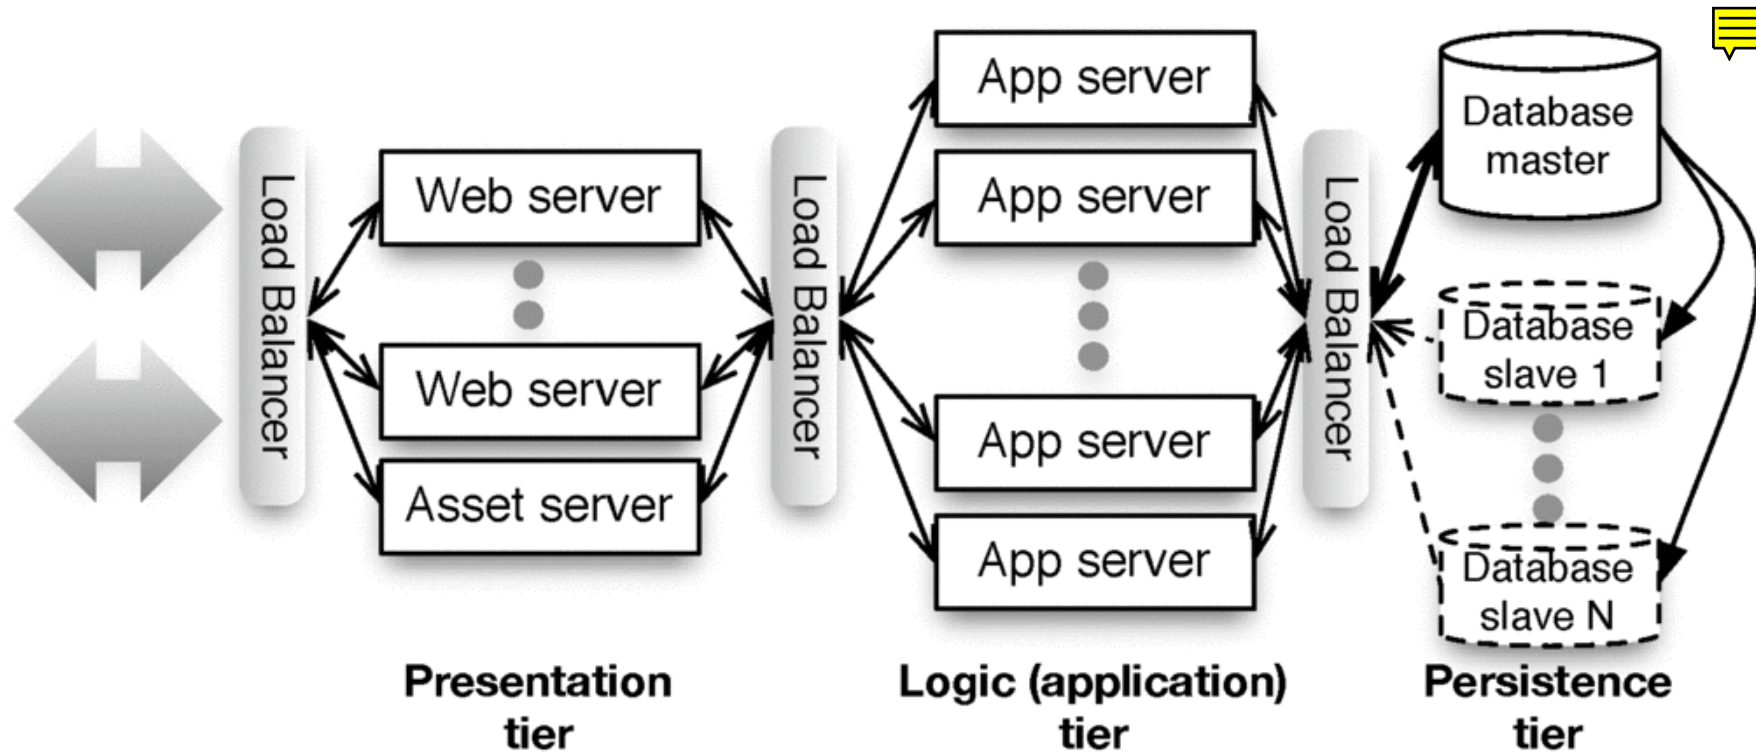 Load Balancer
Web server
Web server
Asset server
Presentation
tier
Load Balancer
App server
App server
App server
App server
Logic (application)
tier
Load Balancer
Database
master
Database
slave 1
Database
slave N
Persistence
tier